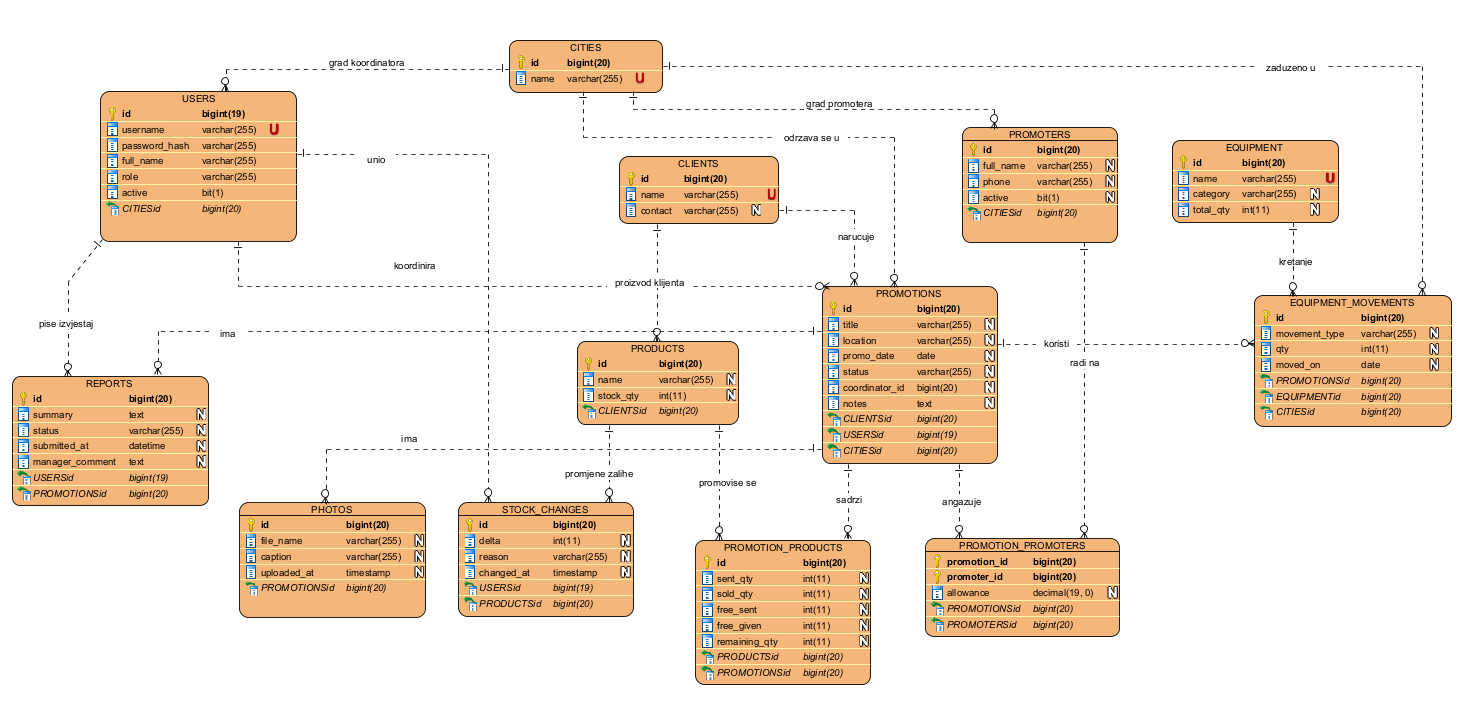 CITIES
id bigint(20)
name varchar(255) U
grad koordinatora
zaduzeno u
grad promotera
odrzava se u
USERS
id bigint(19)
username varchar(255) U
password_hash varchar(255)
full_name varchar(255)
role varchar(255)
active bit(1)
CITIESid bigint(20)
unio
CLIENTS
id bigint(20)
name varchar(255) U
contact varchar(255) N
PROMOTERS
id bigint(20)
full_name varchar(255) N
phone varchar(255) N
active bit(1) N
CITIESid bigint(20)
EQUIPMENT
id bigint(20)
name varchar(255) U
category varchar(255) N
total_qty int(11) N
narucuje
koordinira
proizvod klijenta
kretanje
pise izvjestaj
ima
koristi
radi na
PROMOTIONS
id bigint(20)
title varchar(255) N
location varchar(255) N
promo_date date N
status varchar(255) N
coordinator_id bigint(20) N
notes text N
CLIENTSid bigint(20)
USERSid bigint(19)
CITIESid bigint(20)
EQUIPMENT_MOVEMENTS
id bigint(20)
movement_type varchar(255) N
qty int(11) N
moved_on date N
PROMOTIONSid bigint(20)
EQUIPMENTid bigint(20)
CITIESid bigint(20)
PRODUCTS
id bigint(20)
name varchar(255) N
stock_qty int(11) N
CLIENTSid bigint(20)
REPORTS
id bigint(20)
summary text N
status varchar(255) N
submitted_at datetime N
manager_comment text N
USERSid bigint(19)
PROMOTIONSid bigint(20)
ima
promjene zalihe
promovise se
sadrzi
angazuje
PHOTOS
id bigint(20)
file_name varchar(255) N
caption varchar(255) N
uploaded_at timestamp N
PROMOTIONSid bigint(20)
STOCK_CHANGES
id bigint(20)
delta int(11) N
reason varchar(255) N
changed_at timestamp N
USERSid bigint(19)
PRODUCTSid bigint(20)
PROMOTION_PRODUCTS
id bigint(20)
sent_qty int(11) N
sold_qty int(11) N
free_sent int(11) N
free_given int(11) N
remaining_qty int(11) N
PRODUCTSid bigint(20)
PROMOTIONSid bigint(20)
PROMOTION_PROMOTERS
promotion_id bigint(20)
promoter_id bigint(20)
allowance decimal(19, 0) N
PROMOTIONSid bigint(20)
PROMOTERSid bigint(20)